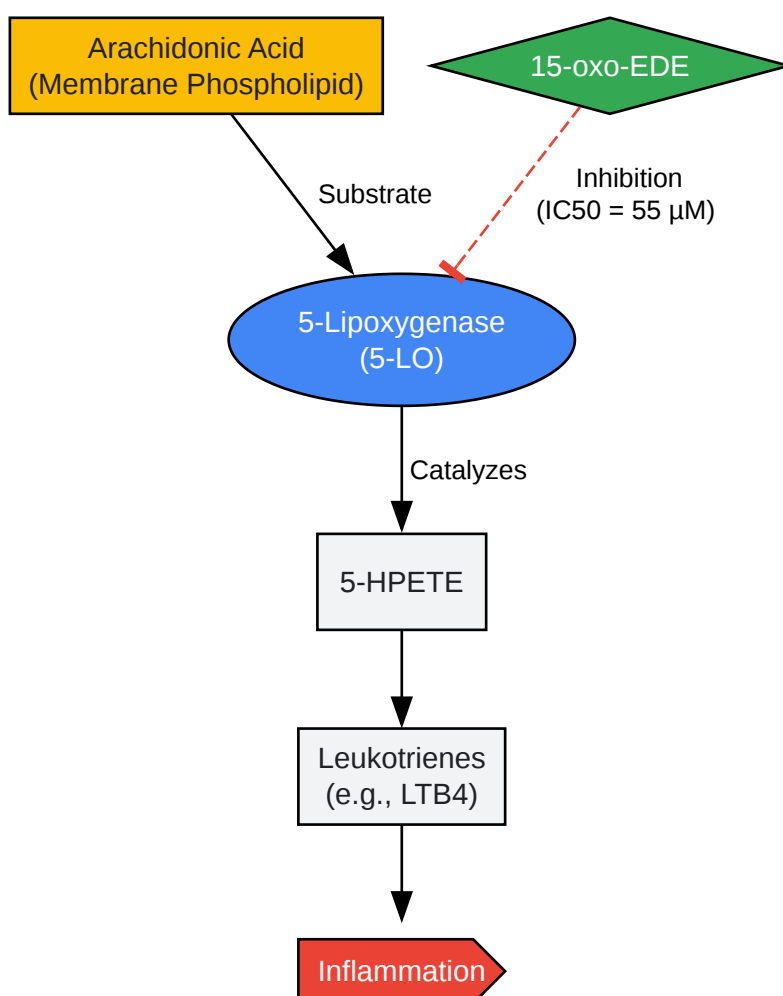 Arachidonic Acid
(Membrane Phospholipid)
15-oxo-EDE
Substrate
Inhibition
(IC50 = 55 µM)
5-Lipoxygenase
(5-LO)
Catalyzes
5-HPETE
Leukotrienes
(e.g., LTB4)
Inflammation